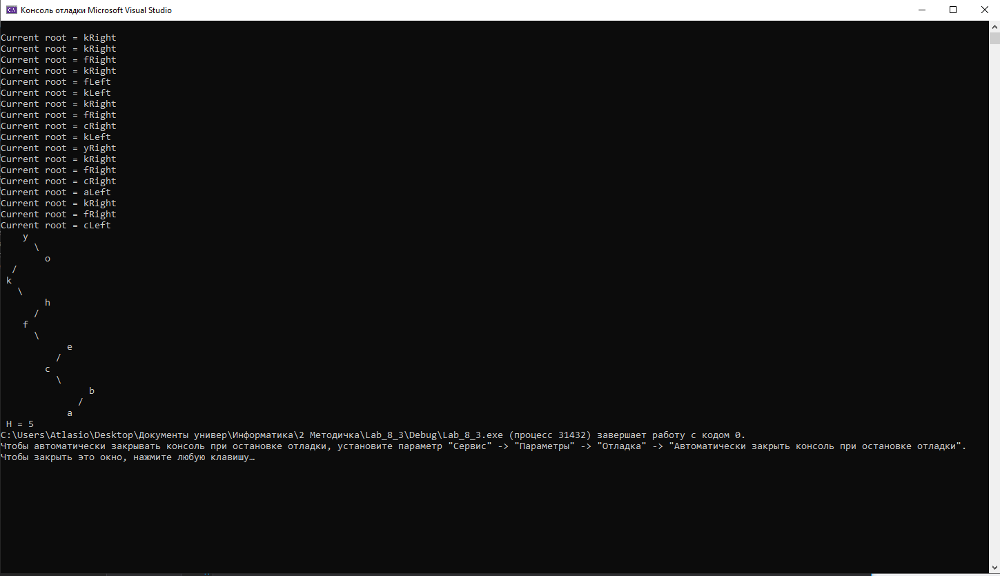 Консоль отладки Microsoft Visual Studio
Current root = kRight
Current root = kRight
Current root = fRight
Current root = kRight
Current root = fLeft
Current root = kLeft
Current root = kRight
Current root = fRight
Current root = cRight
Current root = kLeft
Current root = yRight
Current root = kRight
Current root = fRight
Current root = cRight
Current root = aLeft
Current root = kRight
Current root = fRight
Current root = cLeft
y
\
o
/
k
\
h
/
f
\
e
/
c
\
b
/
a
H = 5
C:\Users\Atlasio\Desktop\Документы универ\Информатика\2 Методичка\Lab_8_3\Debug\Lab_8_3.exe (процесс 31432) завершает работу с кодом 0.
Чтобы автоматически закрывать консоль при остановке отладки, установите параметр "Сервис" -> "Параметры" -> "Отладка" -> "Автоматически закрыть консоль при остановке отладки".
Чтобы закрыть это окно, нажмите любую клавишу…